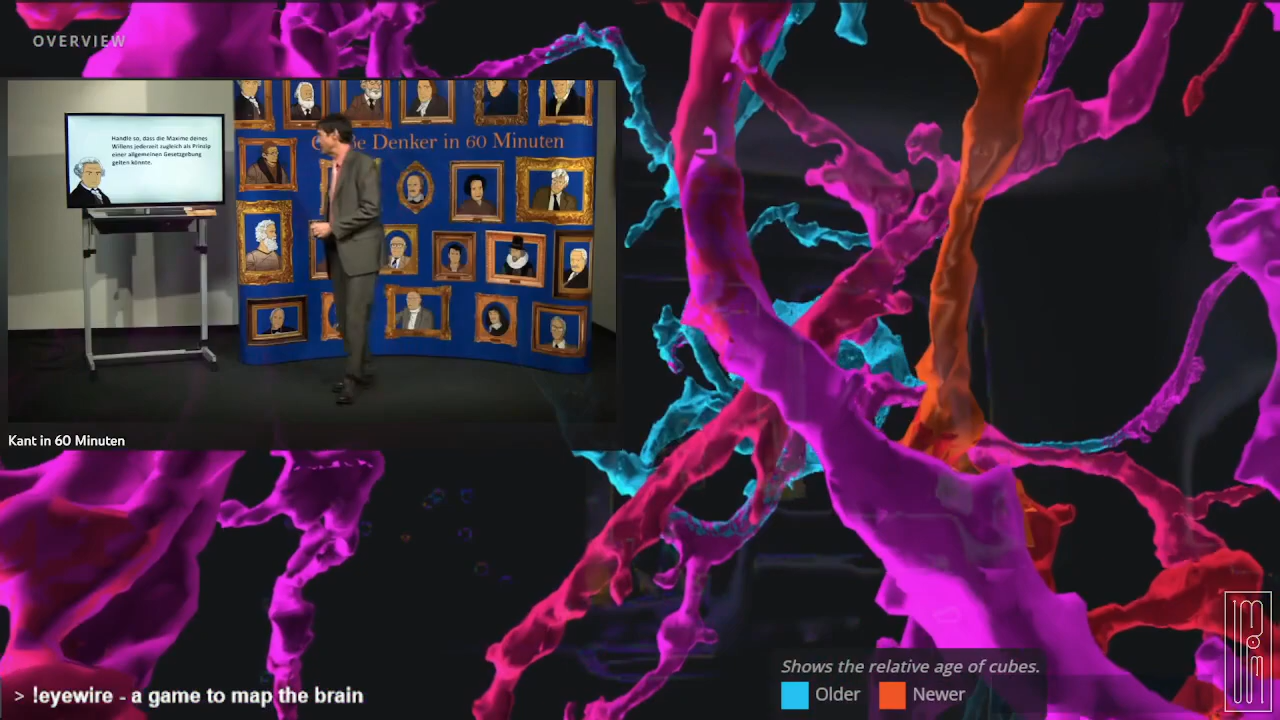 OVERVIEW
Handle so, dass die Maxime deines
Willens jederzeit zugleich als Prinzip
einer allgemeinen Gesetzgebung
gelten könnte.
Denker in 60 Minuten
Kant in 60 Minuten
Shows the relative age of cubes.
Older Newer
> !eyewire - a game to map the brain